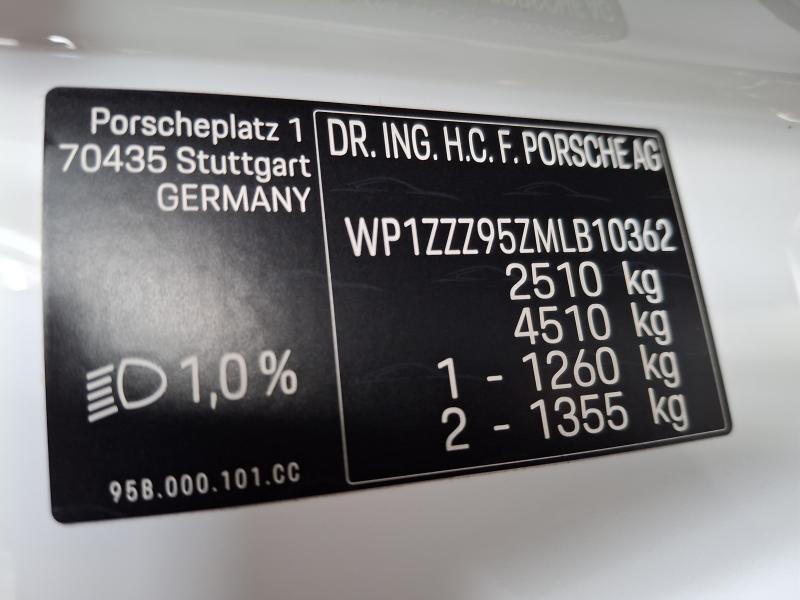 Porscheplatz 1
70435 Stuttgart
GERMANY
1,0 %
958.000.101.CC
DR. ING. H.C. F. PORSCHE AG
WP1ZZZ95ZMLB10362
2510 kg
4510 kg
1 - 1260 kg
2 - 1355 kg